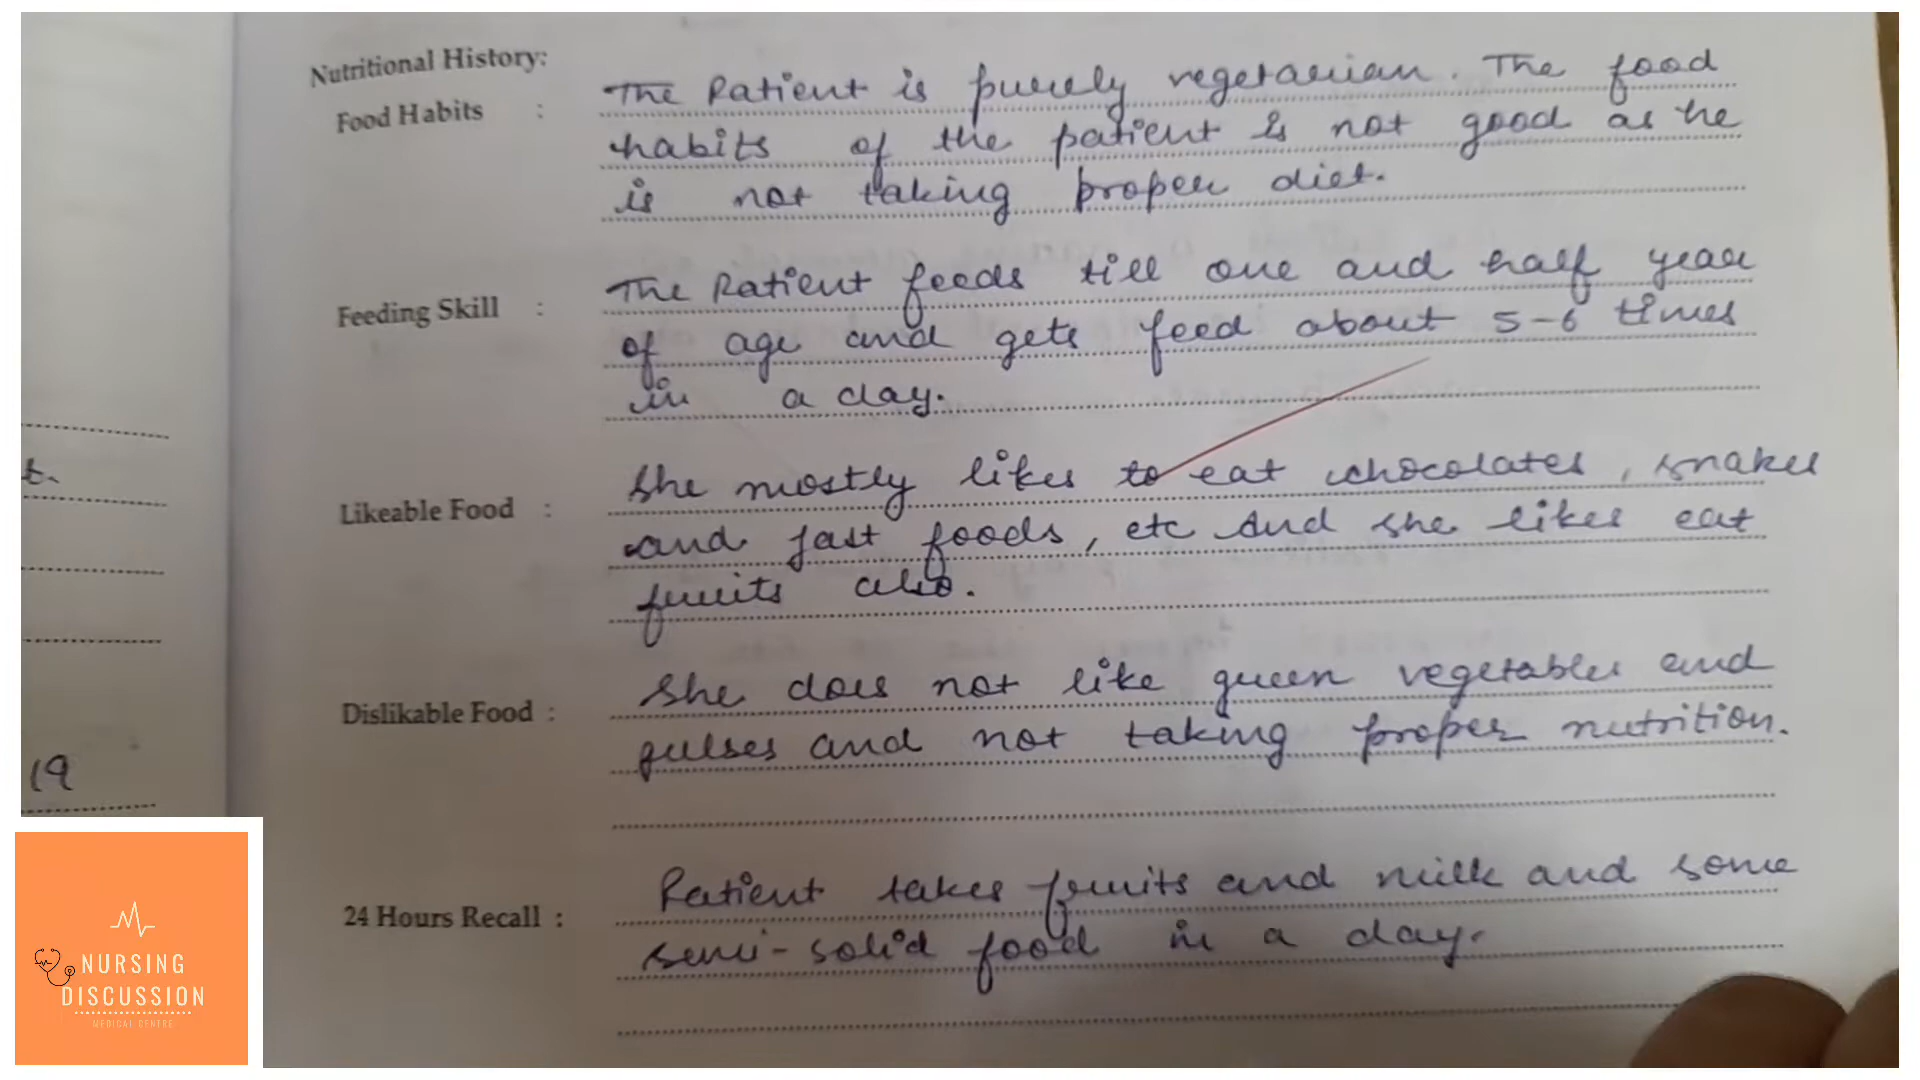 Nutritional History:
Food Habits : The Patient is purely vegetarian. The food
habits of the patient is not good as he
is not taking proper diet.
Feeding Skill : The Patient feeds till one and half year
of age and gets feed about 5-6 times
in a day.
Likeable Food : She mostly likes to eat chocolates, snakes
and fast foods, etc And she likes eat
fruits also.
Dislikable Food : She does not like green vegetables and
pulses and not taking proper nutrition.
24 Hours Recall : Patient takes fruits and milk and some
semi-solid food in a day.
t.
19
NURSING
DISCUSSION
MEDICAL CENTRE